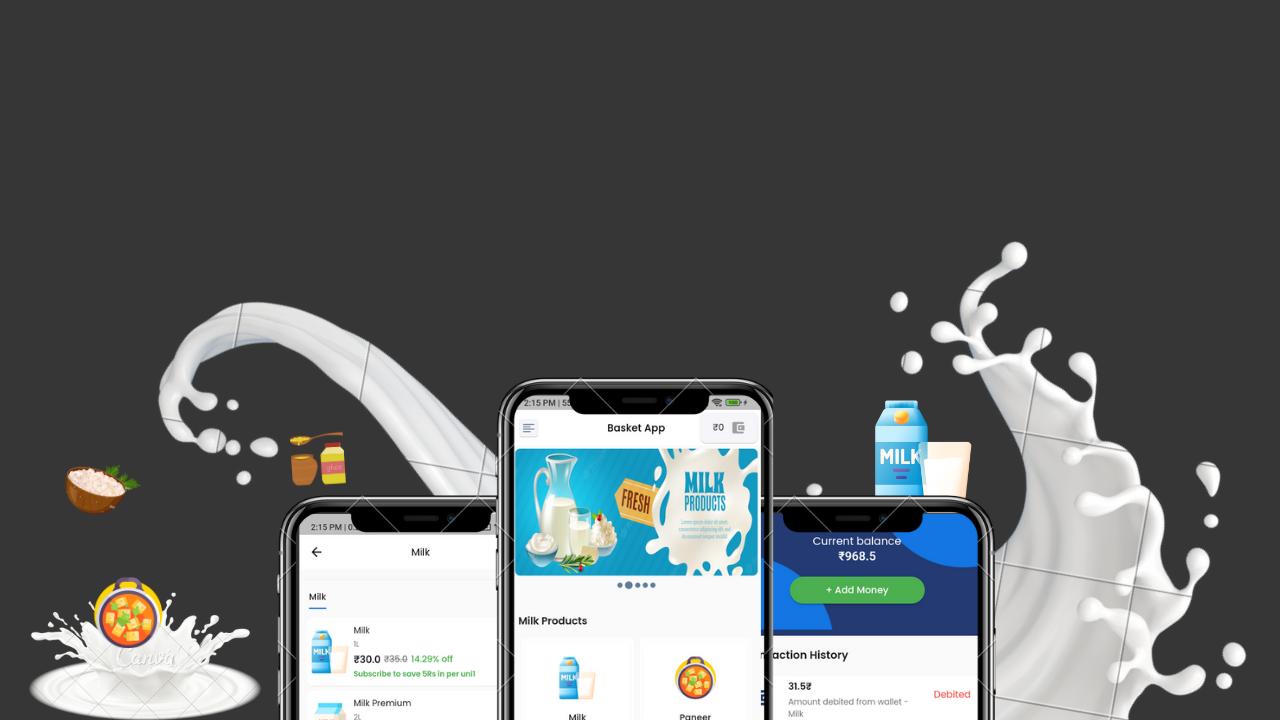 2:15 PM | 55
Basket App
₹0
MILK
PRODUCTS
FRESH
Milk Products
Milk
Paneer
ghee
Canva
2:15 PM | 0.
Milk
Milk
Milk
1L
₹30.0 ₹35.0 14.29% off
Subscribe to save 5Rs in per unit
Milk Premium
2L
MILK
MILK
MILK
Current balance
₹968.5
+ Add Money
action History
31.5₹
Amount debited from wallet -
Milk
Debited